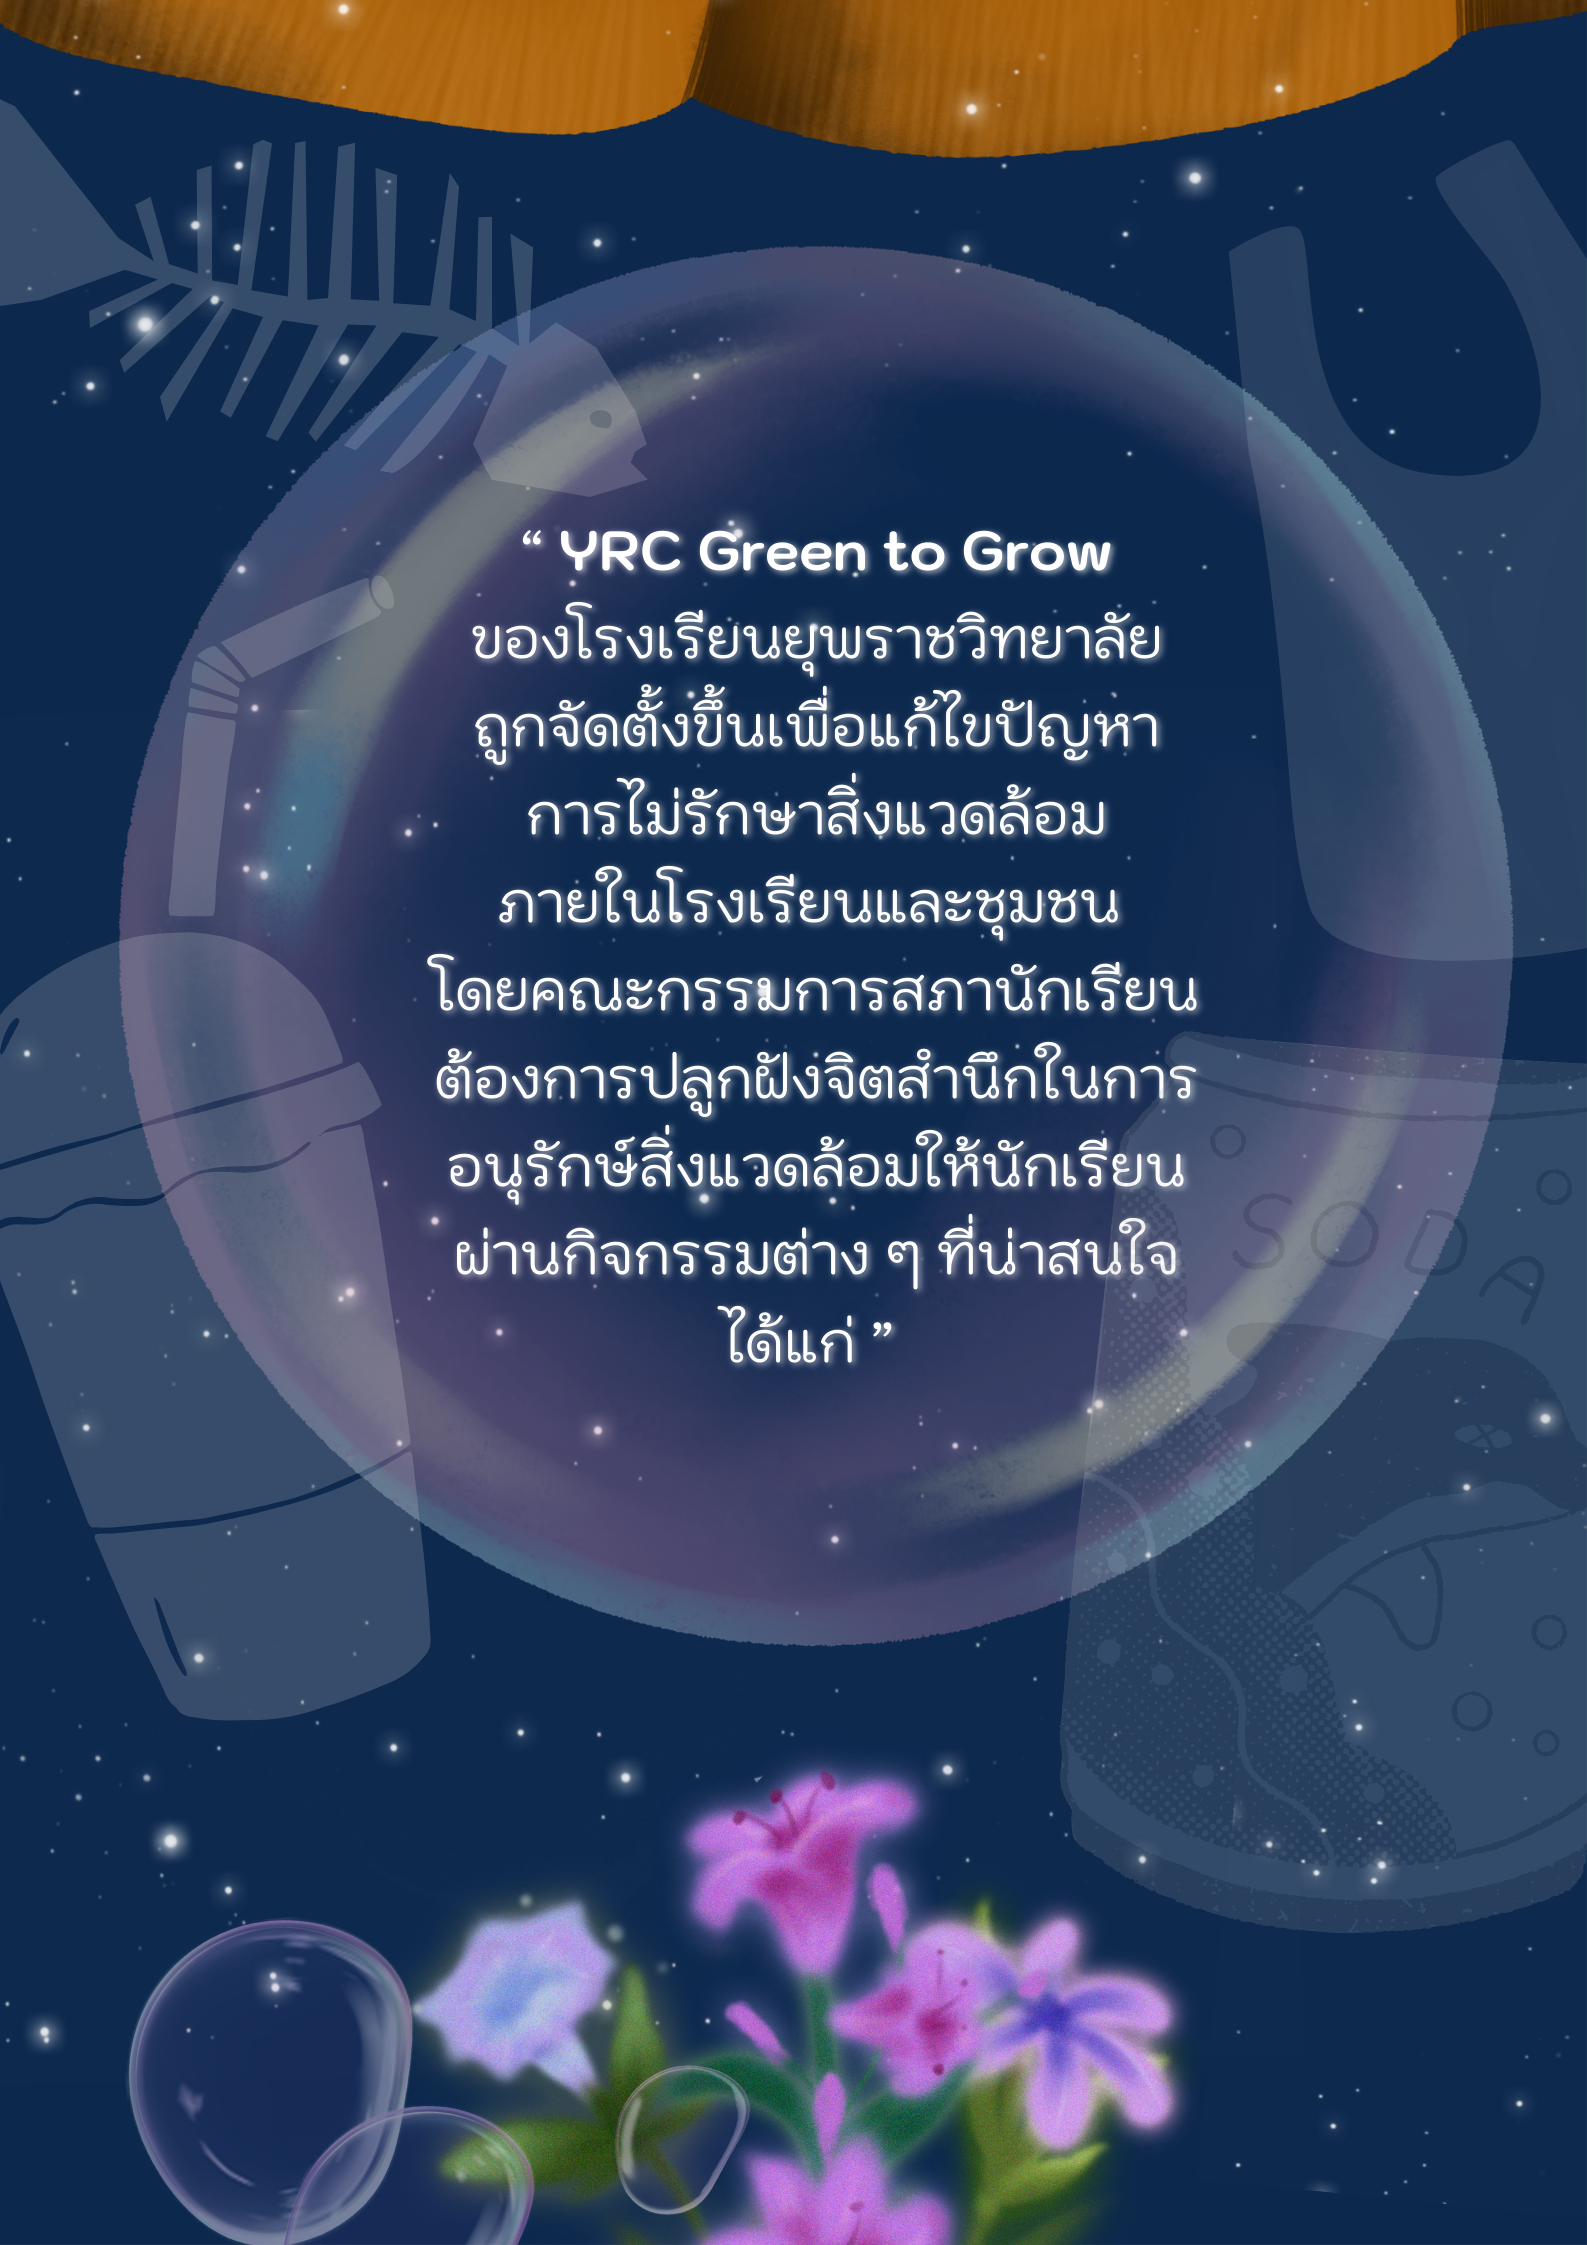 “ YRC Green to Grow
ของโรงเรียนยุพราชวิทยาลัย
ถูกจัดตั้งขึ้นเพื่อแก้ไขปัญหา
การไม่รักษาสิ่งแวดล้อม
ภายในโรงเรียนและชุมชน
โดยคณะกรรมการสภานักเรียน
ต้องการปลูกฝังจิตสำนึกในการ
อนุรักษ์สิ่งแวดล้อมให้นักเรียน
ผ่านกิจกรรมต่าง ๆ ที่น่าสนใจ
ได้แก่ ”
SODA